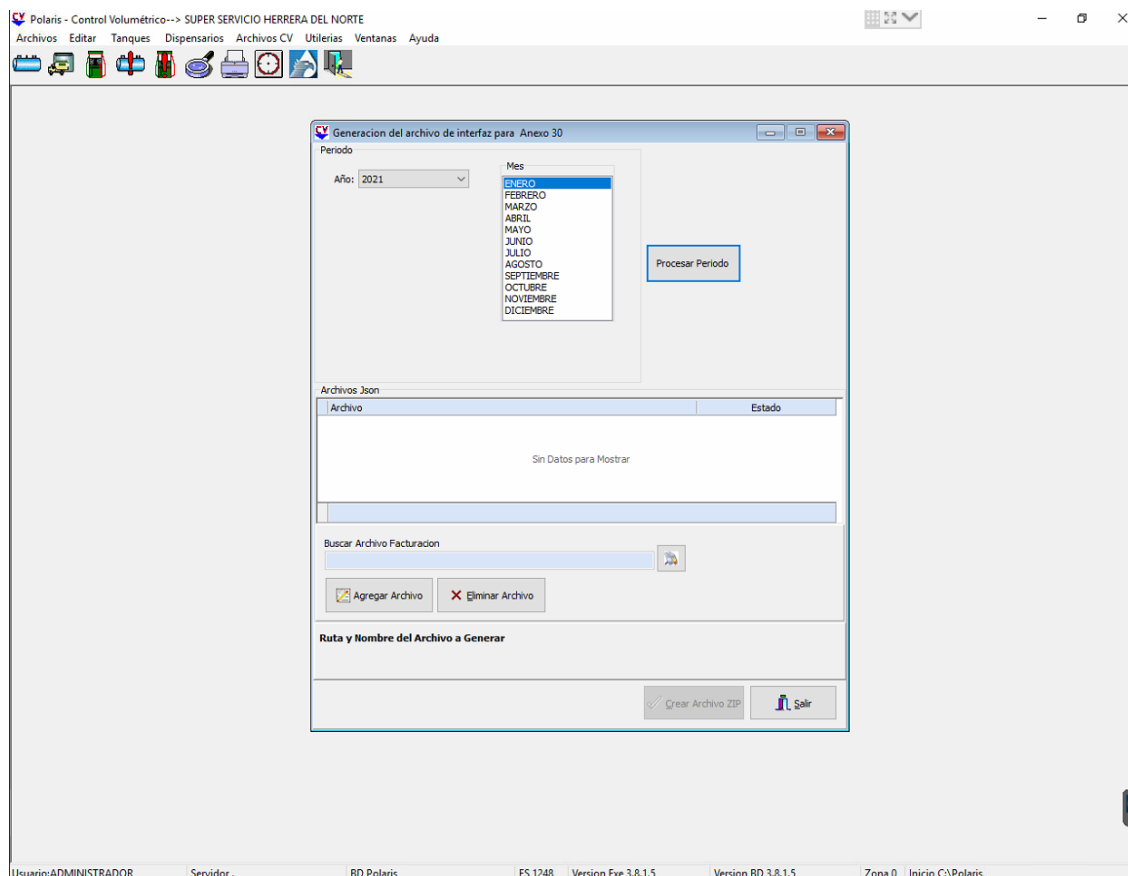 Polaris - Control Volumétrico--> SUPER SERVICIO HERRERA DEL NORTE
Archivos Editar Tanques Dispensarios Archivos CV Utilerias Ventanas Ayuda
Generacion del archivo de interfaz para Anexo 30
Periodo
Año: 2021
Mes
ENERO
FEBRERO
MARZO
ABRIL
MAYO
JUNIO
JULIO
AGOSTO
SEPTIEMBRE
OCTUBRE
NOVIEMBRE
DICIEMBRE
Procesar Periodo
Archivos Json
Archivo Estado
Sin Datos para Mostrar
Buscar Archivo Facturacion
Agregar Archivo Eliminar Archivo
Ruta y Nombre del Archivo a Generar
Crear Archivo ZIP Salir
Usuario:ADMINISTRADOR Servidor . BD Polaris ES 1248 Version Exe 3.8.1.5 Version BD 3.8.1.5 Zona 0 Inicio C:\Polaris